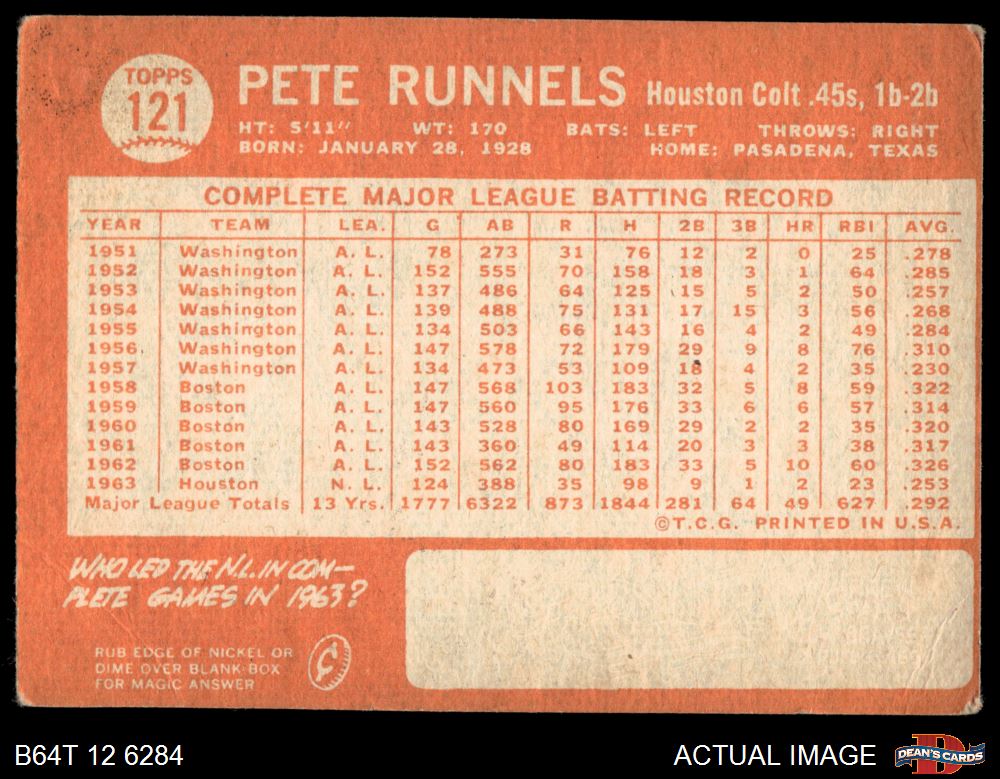 TOPPS
121
PETE RUNNELS Houston Colt .45s, 1b-2b
HT: 5'11" WT: 170 BATS: LEFT THROWS: RIGHT
BORN: JANUARY 28, 1928 HOME: PASADENA, TEXAS
COMPLETE MAJOR LEAGUE BATTING RECORD
YEAR TEAM LEA. G AB R H 2B 3B HR RBI AVG.
1951 Washington A. L. 78 273 31 76 12 2 0 25 .278
1952 Washington A. L. 152 555 70 158 18 3 1 64 .285
1953 Washington A. L. 137 486 64 125 15 5 2 50 .257
1954 Washington A. L. 139 488 75 131 17 15 3 56 .268
1955 Washington A. L. 134 503 66 143 16 4 2 49 .284
1956 Washington A. L. 147 578 72 179 29 9 8 76 .310
1957 Washington A. L. 134 473 53 109 18 4 2 35 .230
1958 Boston A. L. 147 568 103 183 32 5 8 59 .322
1959 Boston A. L. 147 560 95 176 33 6 6 57 .314
1960 Boston A. L. 143 528 80 169 29 2 2 35 .320
1961 Boston A. L. 143 360 49 114 20 3 3 38 .317
1962 Boston A. L. 152 562 80 183 33 5 10 60 .326
1963 Houston N. L. 124 388 35 98 9 1 2 23 .253
Major League Totals 13 Yrs. 1777 6322 873 1844 281 64 49 627 .292
©T.C.G. PRINTED IN U.S.A.
WHO LED THE N.L. IN COM-
PLETE GAMES IN 1963?
RUB EDGE OF NICKEL OR
DIME OVER BLANK BOX
FOR MAGIC ANSWER
B64T 12 6284 ACTUAL IMAGE DEAN'S CARDS